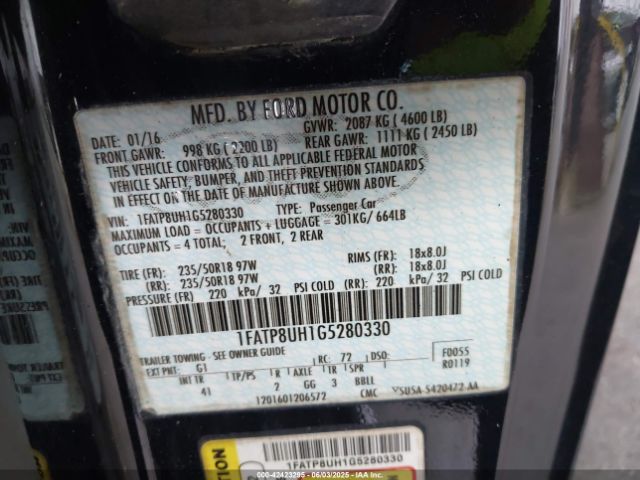 MFD. BY FORD MOTOR CO.
DATE: 01/16 GVWR: 2087 KG ( 4600 LB)
FRONT GAWR: 998 KG ( 2200 LB) REAR GAWR: 1111 KG ( 2450 LB)
THIS VEHICLE CONFORMS TO ALL APPLICABLE FEDERAL MOTOR
VEHICLE SAFETY, BUMPER, AND THEFT PREVENTION STANDARDS
IN EFFECT ON THE DATE OF MANUFACTURE SHOWN ABOVE.
VIN: 1FATP8UH1G5280330 TYPE: Passenger Car
MAXIMUM LOAD = OCCUPANTS + LUGGAGE = 301KG/ 664LB
OCCUPANTS = 4 TOTAL; 2 FRONT, 2 REAR
TIRE (FR): 235/50R18 97W RIMS (FR): 18x8.0J
(RR): 235/50R18 97W (RR): 18x8.0J
PRESSURE (FR): 220 kPa/ 32 PSI COLD (RR): 220 kPa/ 32 PSI COLD
1FATP8UH1G5280330
TRAILER TOWING - SEE OWNER GUIDE
EXT PNT: G1 RC: 72 DSO: F0055
INT TR TP/PS R AXLE TR SPR R0119
41 2 GG 3 BBLL
1201601206572 CMC SUSA-5420472-AA
1FATP8UH1G5280330
00-42423295 - 06/03/2025 - IAAHOLDINGS.COM